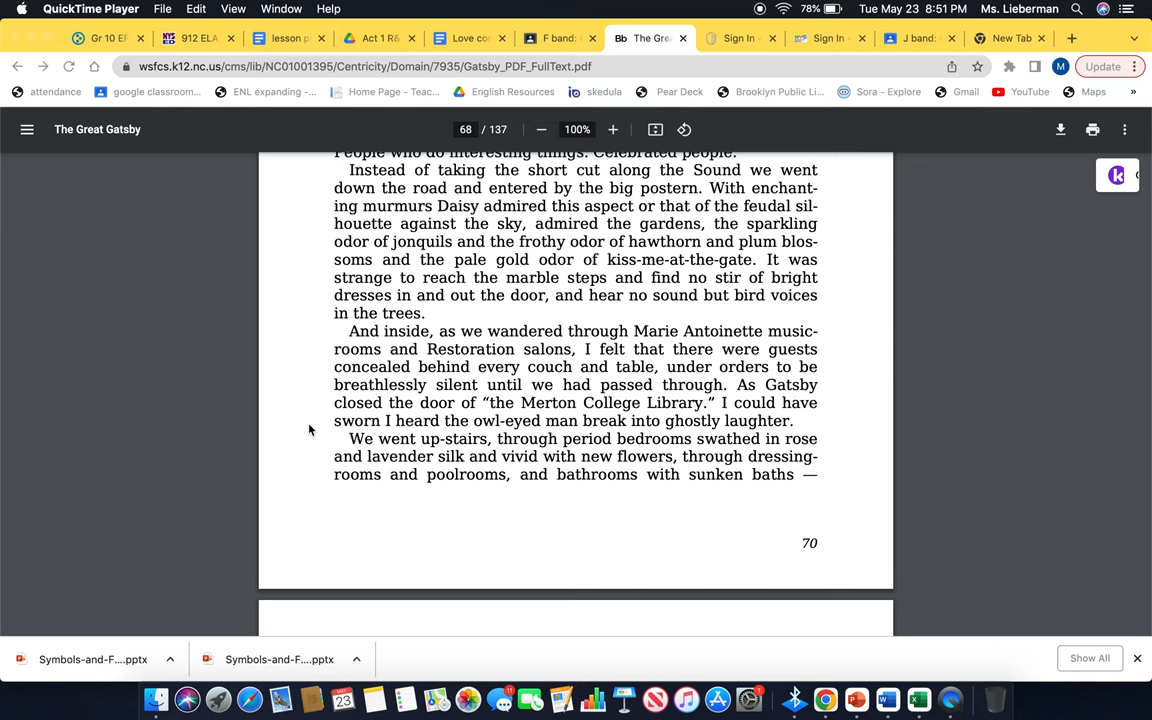 QuickTime Player File Edit View Window Help 78% Tue May 23 8:51 PM Ms. Lieberman
Gr 10 EF 912 ELA lesson p Act 1 R& Love co F band: Bb The Gre Sign In - Sign In - J band: New Tab
wsfcs.k12.nc.us/cms/lib/NC01001395/Centricity/Domain/7935/Gatsby_PDF_FullText.pdf M Update
attendance google classroom... ENL expanding -... Home Page - Teac... English Resources skedula Pear Deck Brooklyn Public Li... Sora - Explore Gmail YouTube Maps »
The Great Gatsby 68 / 137 100%
People who do interesting things. Celebrated people.
Instead of taking the short cut along the Sound we went
down the road and entered by the big postern. With enchant-
ing murmurs Daisy admired this aspect or that of the feudal sil-
houette against the sky, admired the gardens, the sparkling
odor of jonquils and the frothy odor of hawthorn and plum blos-
soms and the pale gold odor of kiss-me-at-the-gate. It was
strange to reach the marble steps and find no stir of bright
dresses in and out the door, and hear no sound but bird voices
in the trees.
And inside, as we wandered through Marie Antoinette music-
rooms and Restoration salons, I felt that there were guests
concealed behind every couch and table, under orders to be
breathlessly silent until we had passed through. As Gatsby
closed the door of “the Merton College Library.” I could have
sworn I heard the owl-eyed man break into ghostly laughter.
We went up-stairs, through period bedrooms swathed in rose
and lavender silk and vivid with new flowers, through dressing-
rooms and poolrooms, and bathrooms with sunken baths —
70
Symbols-and-F....pptx Symbols-and-F....pptx Show All